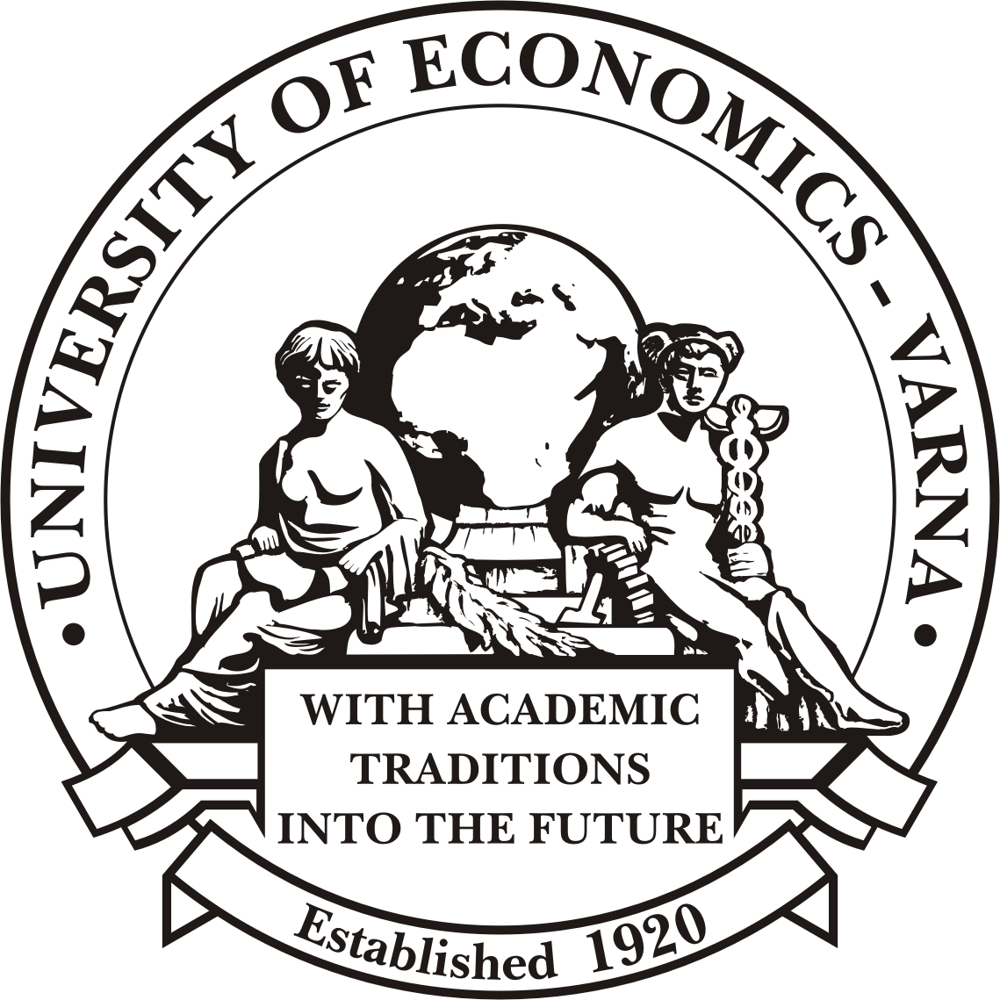 • UNIVERSITY OF ECONOMICS - VARNA •
WITH ACADEMIC
TRADITIONS
INTO THE FUTURE
Established 1920